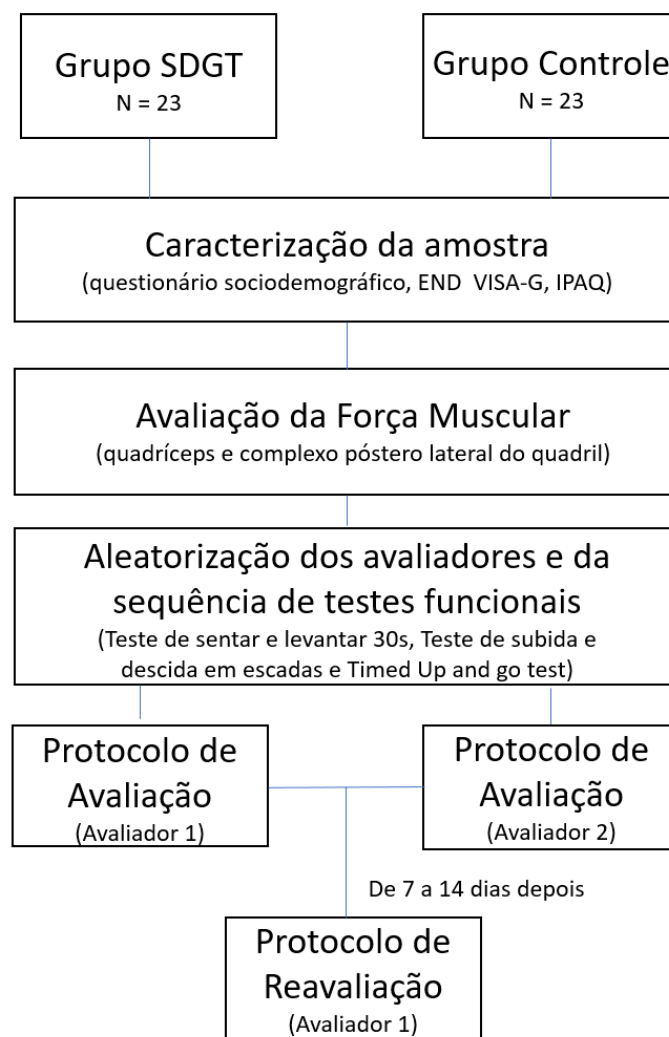 Grupo SDGT
N = 23
Grupo Controle
N = 23
Caracterização da amostra
(questionário sociodemográfico, END VISA-G, IPAQ)
Avaliação da Força Muscular
(quadríceps e complexo póstero lateral do quadril)
Aleatorização dos avaliadores e da
sequência de testes funcionais
(Teste de sentar e levantar 30s, Teste de subida e
descida em escadas e Timed Up and go test)
Protocolo de
Avaliação
(Avaliador 1)
Protocolo de
Avaliação
(Avaliador 2)
De 7 a 14 dias depois
Protocolo de
Reavaliação
(Avaliador 1)